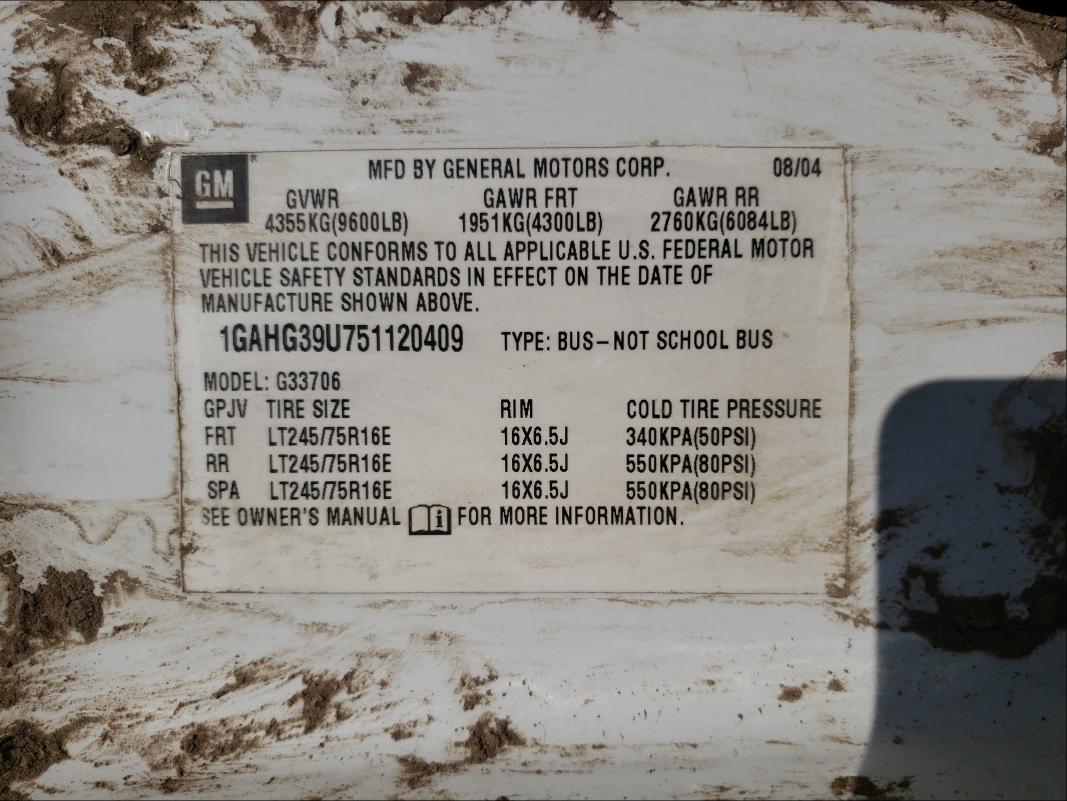 GM® MFD BY GENERAL MOTORS CORP. 08/04
GVWR GAWR FRT GAWR RR
4355KG(9600LB) 1951KG(4300LB) 2760KG(6084LB)
THIS VEHICLE CONFORMS TO ALL APPLICABLE U.S. FEDERAL MOTOR
VEHICLE SAFETY STANDARDS IN EFFECT ON THE DATE OF
MANUFACTURE SHOWN ABOVE.
1GAHG39U751120409 TYPE: BUS-NOT SCHOOL BUS
MODEL: G33706
GPJV TIRE SIZE RIM COLD TIRE PRESSURE
FRT LT245/75R16E 16X6.5J 340KPA(50PSI)
RR LT245/75R16E 16X6.5J 550KPA(80PSI)
SPA LT245/75R16E 16X6.5J 550KPA(80PSI)
SEE OWNER'S MANUAL i FOR MORE INFORMATION.